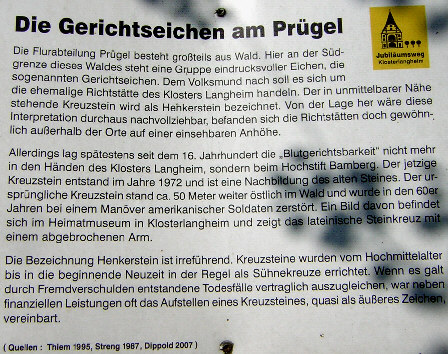 Die Gerichtseichen am Prügel
Jubiläumsweg
Klosterlangheim
Die Flurabteilung Prügel besteht großteils aus Wald. Hier an der Süd-
grenze dieses Waldes steht eine Gruppe eindrucksvoller Eichen, die
sogenannten Gerichtseichen. Dem Volksmund nach soll es sich um
die ehemalige Richtstätte des Klosters Langheim handeln. Der in unmittelbarer Nähe
stehende Kreuzstein wird als Henkerstein bezeichnet. Von der Lage her wäre diese
Interpretation durchaus nachvollziehbar, befanden sich die Richtstätten doch gewöhn-
lich außerhalb der Orte auf einer einsehbaren Anhöhe.
Allerdings lag spätestens seit dem 16. Jahrhundert die „Blutgerichtsbarkeit" nicht mehr
in den Händen des Klosters Langheim, sondern beim Hochstift Bamberg. Der jetzige
Kreuzstein entstand im Jahre 1972 und ist eine Nachbildung des alten Steines. Der ur-
sprüngliche Kreuzstein stand ca. 50 Meter weiter östlich im Wald und wurde in den 60er
Jahren bei einem Manöver amerikanischer Soldaten zerstört. Ein Bild davon befindet
sich im Heimatmuseum in Klosterlangheim und zeigt das lateinische Steinkreuz mit
einem abgebrochenen Arm.
Die Bezeichnung Henkerstein ist irreführend. Kreuzsteine wurden vom Hochmittelalter
bis in die beginnende Neuzeit in der Regel als Sühnekreuze errichtet. Wenn es galt
durch Fremdverschulden entstandene Todesfälle vertraglich auszugleichen, war neben
finanziellen Leistungen oft das Aufstellen eines Kreuzsteines, quasi als äußeres Zeichen
vereinbart.
( Quellen : Thiem 1995, Streng 1987, Dippold 2007 )